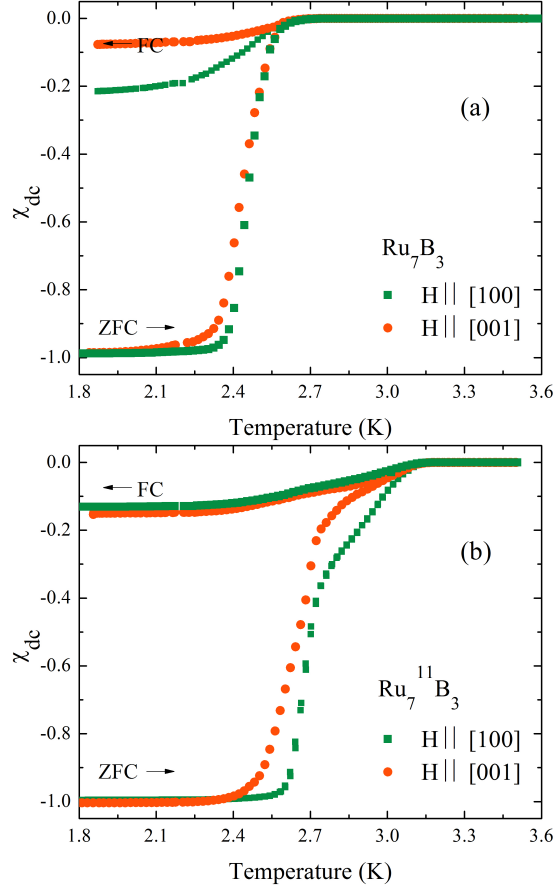 0.0
-0.2
-0.4
-0.6
-0.8
-1.0
χdc
FC
(a)
Ru7B3
H|| [100]
H|| [001]
ZFC
1.8 2.1 2.4 2.7 3.0 3.3 3.6
Temperature (K)
0.0
-0.2
-0.4
-0.6
-0.8
-1.0
χdc
FC
(b)
Ru7¹¹B3
H|| [100]
H|| [001]
ZFC
1.8 2.1 2.4 2.7 3.0 3.3 3.6
Temperature (K)